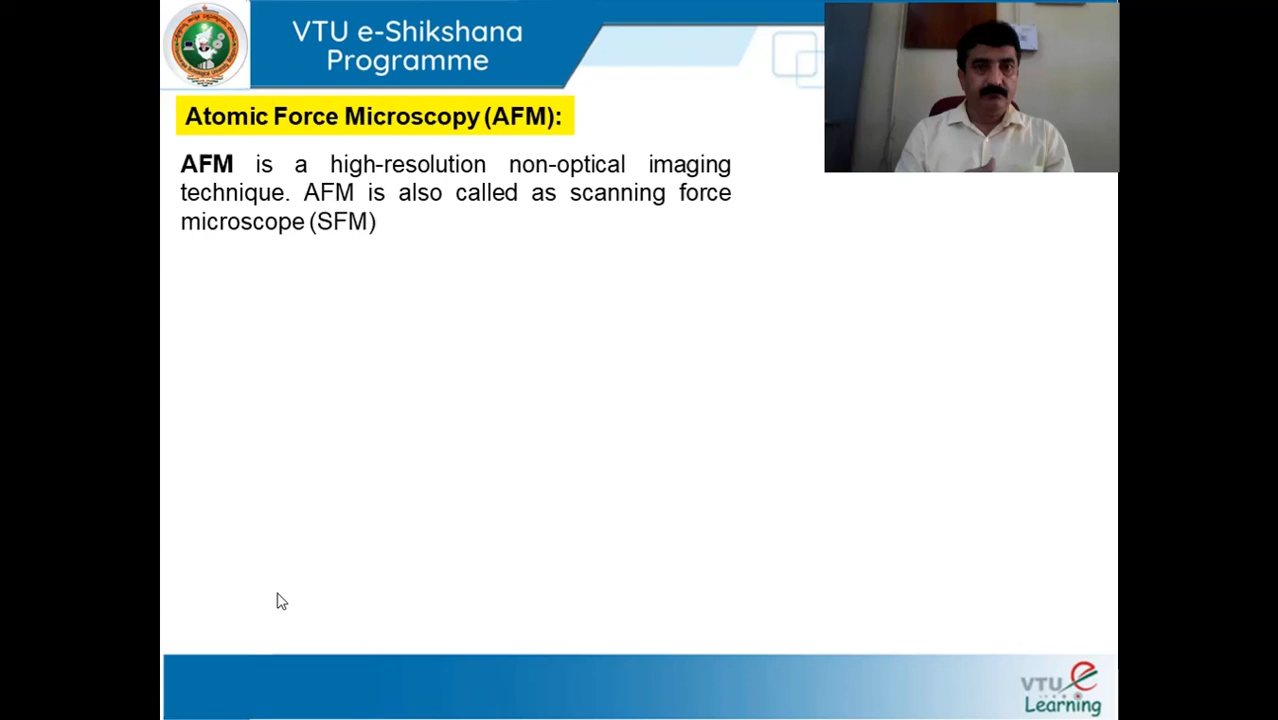 VTU e-Shikshana
Programme
Atomic Force Microscopy (AFM):
AFM is a high-resolution non-optical imaging
technique. AFM is also called as scanning force
microscope (SFM)
VTU e
Learning